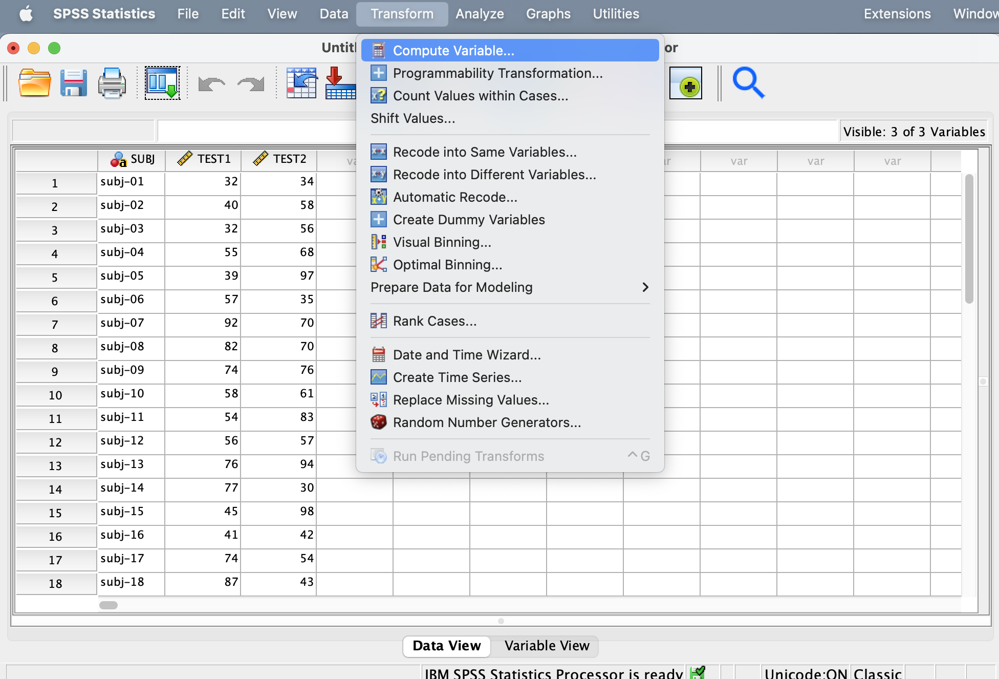 SPSS Statistics File Edit View Data Transform Analyze Graphs Utilities Extensions Window
Untit or
Compute Variable...
Programmability Transformation...
Count Values within Cases...
Shift Values...
Recode into Same Variables...
Recode into Different Variables...
Automatic Recode...
Create Dummy Variables
Visual Binning...
Optimal Binning...
Prepare Data for Modeling
Rank Cases...
Date and Time Wizard...
Create Time Series...
Replace Missing Values...
Random Number Generators...
Run Pending Transforms ^G
Visible: 3 of 3 Variables
SUBJ TEST1 TEST2 var var var
1 subj-01 32 34
2 subj-02 40 58
3 subj-03 32 56
4 subj-04 55 68
5 subj-05 39 97
6 subj-06 57 35
7 subj-07 92 70
8 subj-08 82 70
9 subj-09 74 76
10 subj-10 58 61
11 subj-11 54 83
12 subj-12 56 57
13 subj-13 76 94
14 subj-14 77 30
15 subj-15 45 98
16 subj-16 41 42
17 subj-17 74 54
18 subj-18 87 43
Data View Variable View
IBM SPSS Statistics Processor is ready Unicode:ON Classic